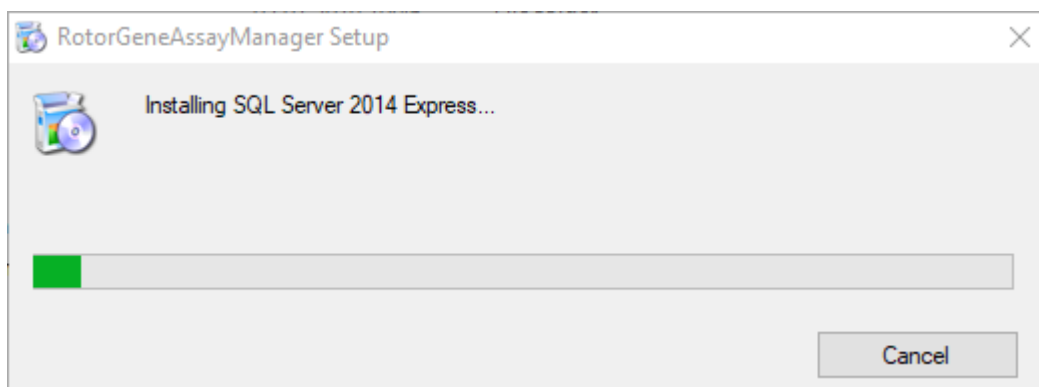 RotorGeneAssayManager Setup
Installing SQL Server 2014 Express...
Cancel